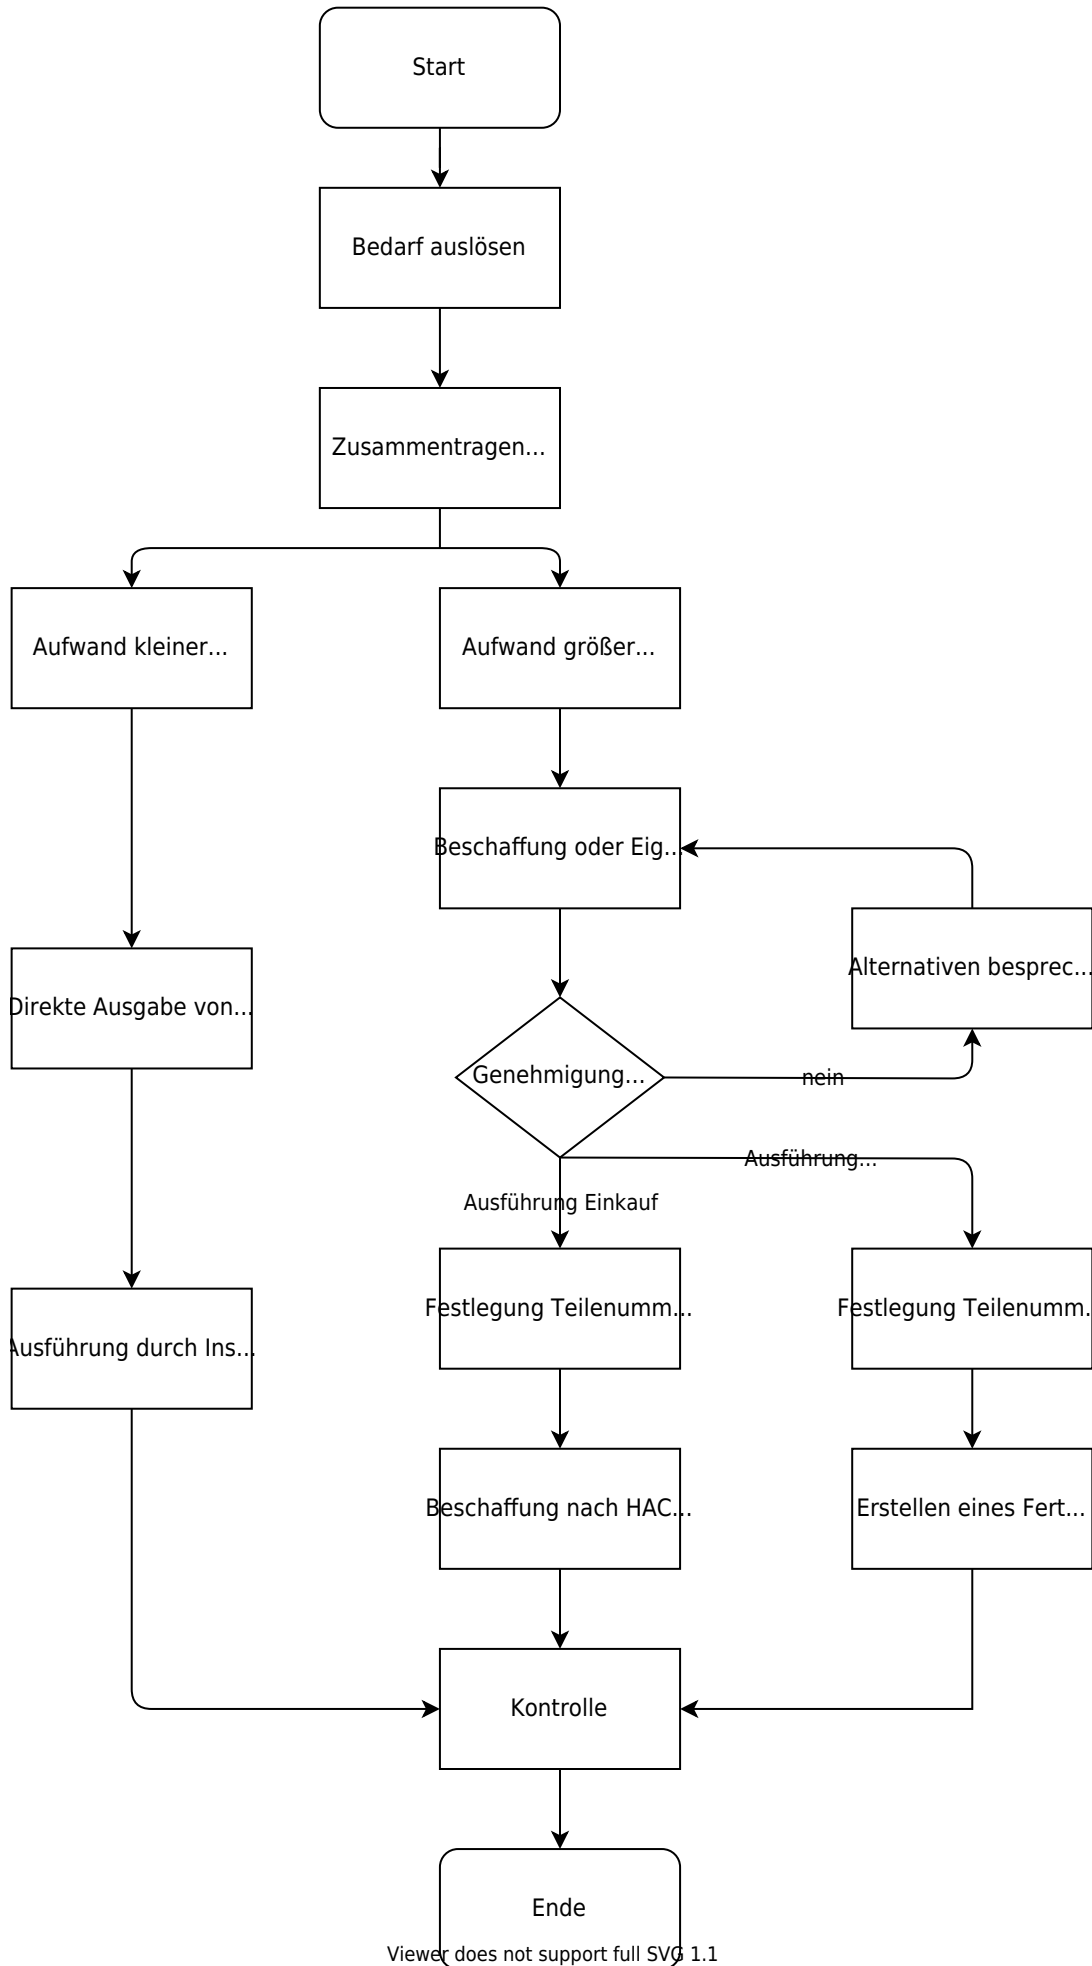 Start
Bedarf auslösen
Zusammentragen...
Aufwand kleiner...
Aufwand größer...
Beschaffung oder Eig...
Alternativen besprec...
Direkte Ausgabe von...
Genehmigung...
nein
Ausführung...
Ausführung Einkauf
Festlegung Teilenumm...
Festlegung Teilenumm...
Ausführung durch Ins...
Beschaffung nach HAC...
Erstellen eines Fert...
Kontrolle
Ende
Viewer does not support full SVG 1.1